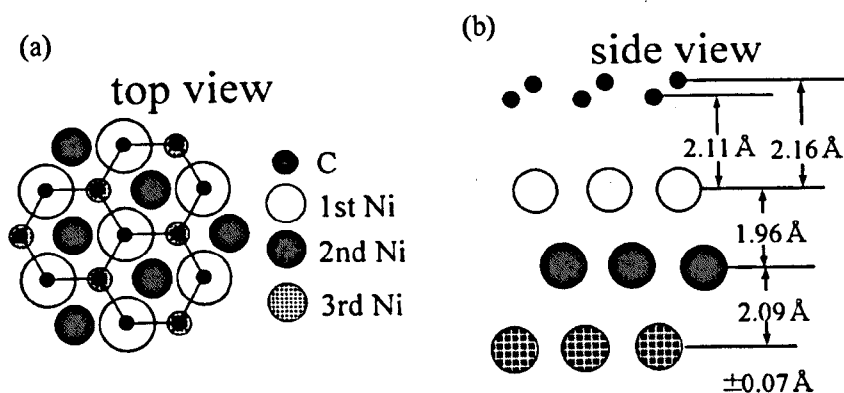 (a)
top view
C
1st Ni
2nd Ni
3rd Ni
(b)
side view
2.11 Å
2.16 Å
1.96 Å
2.09 Å
±0.07 Å